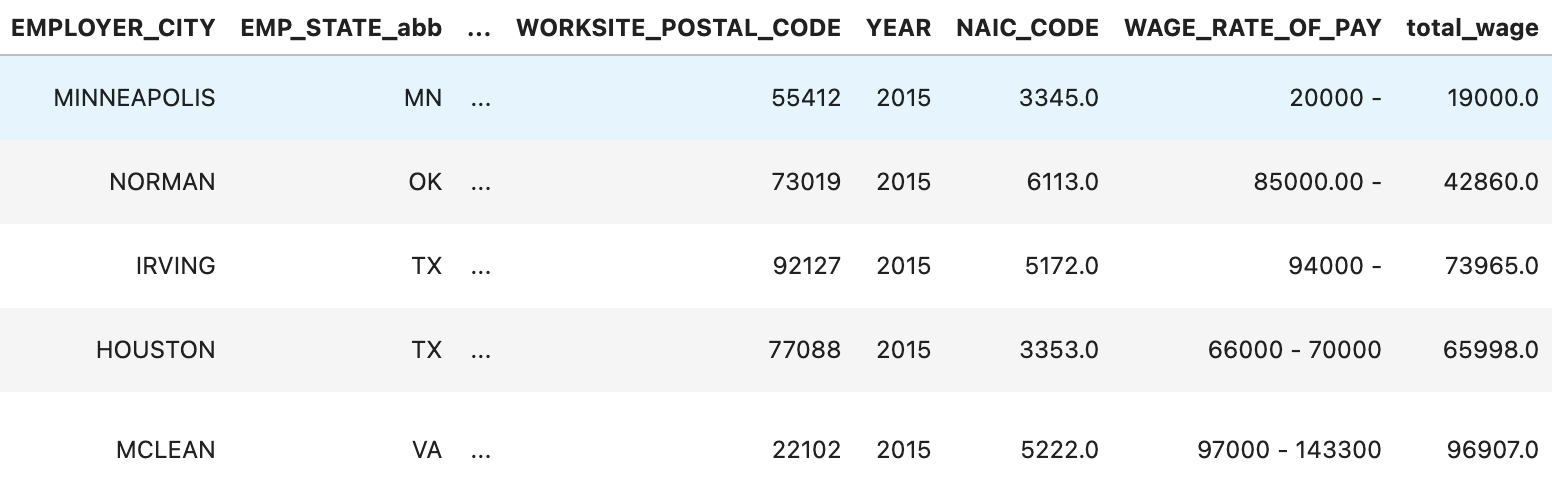 EMPLOYER_CITY EMP_STATE_abb ... WORKSITE_POSTAL_CODE YEAR NAIC_CODE WAGE_RATE_OF_PAY total_wage
MINNEAPOLIS MN ... 55412 2015 3345.0 20000 - 19000.0
NORMAN OK ... 73019 2015 6113.0 85000.00 - 42860.0
IRVING TX ... 92127 2015 5172.0 94000 - 73965.0
HOUSTON TX ... 77088 2015 3353.0 66000 - 70000 65998.0
MCLEAN VA ... 22102 2015 5222.0 97000 - 143300 96907.0